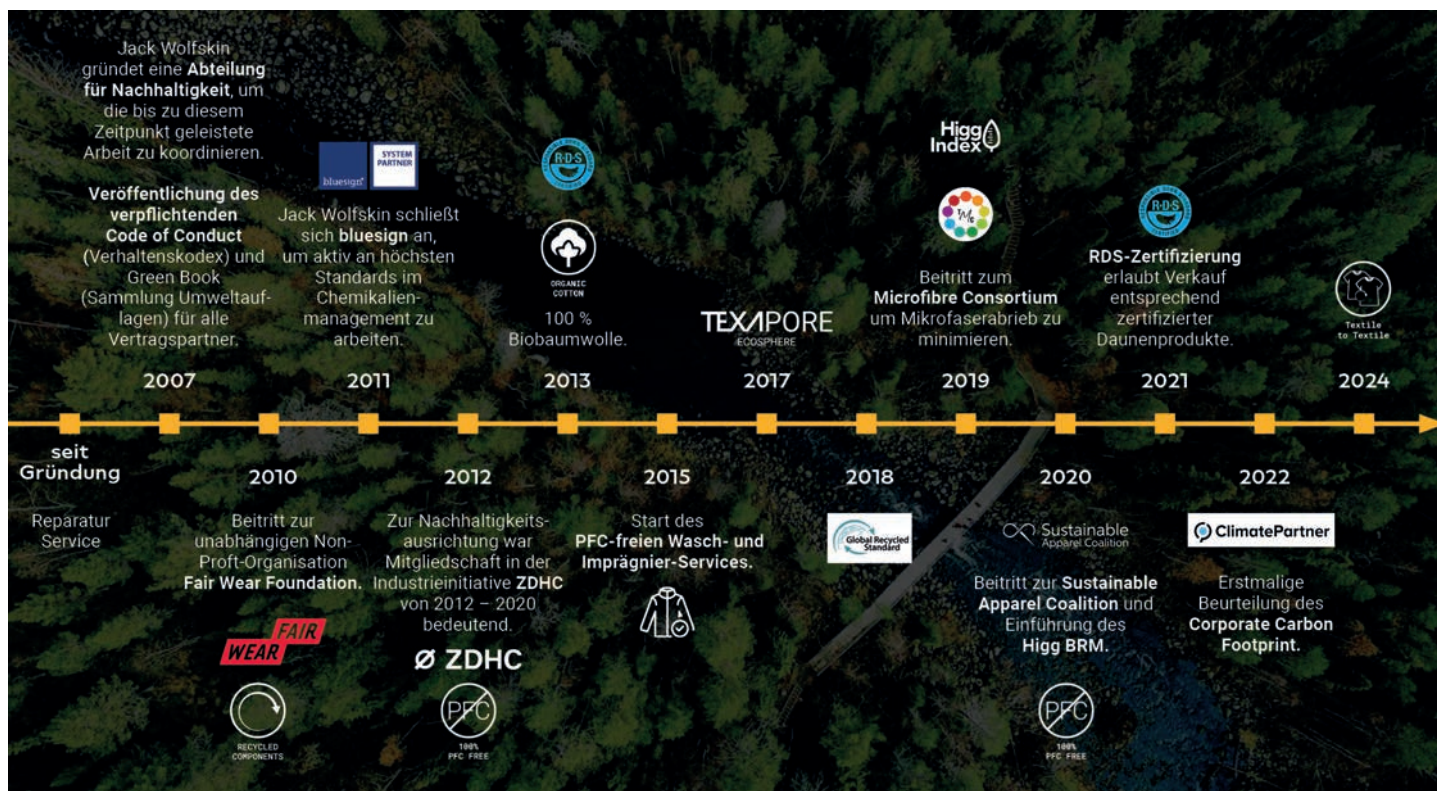 Jack Wolfskin
gründet eine Abteilung
für Nachhaltigkeit, um
die bis zu diesem
Zeitpunkt geleistete
Arbeit zu koordinieren.
Veröffentlichung des
verpflichtenden
Code of Conduct
(Verhaltenskodex) und
Green Book
(Sammlung Umweltauf-
lagen) für alle
Vertragspartner.
2007
bluesign®
SYSTEM
PARTNER
Jack Wolfskin schließt
sich bluesign an,
um aktiv an höchsten
Standards im
Chemikalien-
management zu
arbeiten.
2011
R·D·S
CERTIFIED
ORGANIC
COTTON
100 %
Biobaumwolle.
2013
TEXAPORE
ECOSPHERE
2017
Higg
Index
TMC
Beitritt zum
Microfibre Consortium
um Mikrofaserabrieb zu
minimieren.
2019
R·D·S
CERTIFIED
RDS-Zertifizierung
erlaubt Verkauf
entsprechend
zertifizierter
Daunenprodukte.
2021
Textile
to Textile
2024
seit
Gründung
Reparatur
Service
2010
Beitritt zur
unabhängigen Non-
Proft-Organisation
Fair Wear Foundation.
FAIR
WEAR
RECYCLED
COMPONENTS
2012
Zur Nachhaltigkeits-
ausrichtung war
Mitgliedschaft in der
Industrieinitiative ZDHC
von 2012 – 2020
bedeutend.
ZDHC
PFC
100%
PFC FREE
2015
Start des
PFC-freien Wasch- und
Imprägnier-Services.
2018
Global Recycled
Standard
2020
Sustainable
Apparel Coalition
Beitritt zur Sustainable
Apparel Coalition und
Einführung des
Higg BRM.
PFC
100%
PFC FREE
2022
ClimatePartner
Erstmalige
Beurteilung des
Corporate Carbon
Footprint.